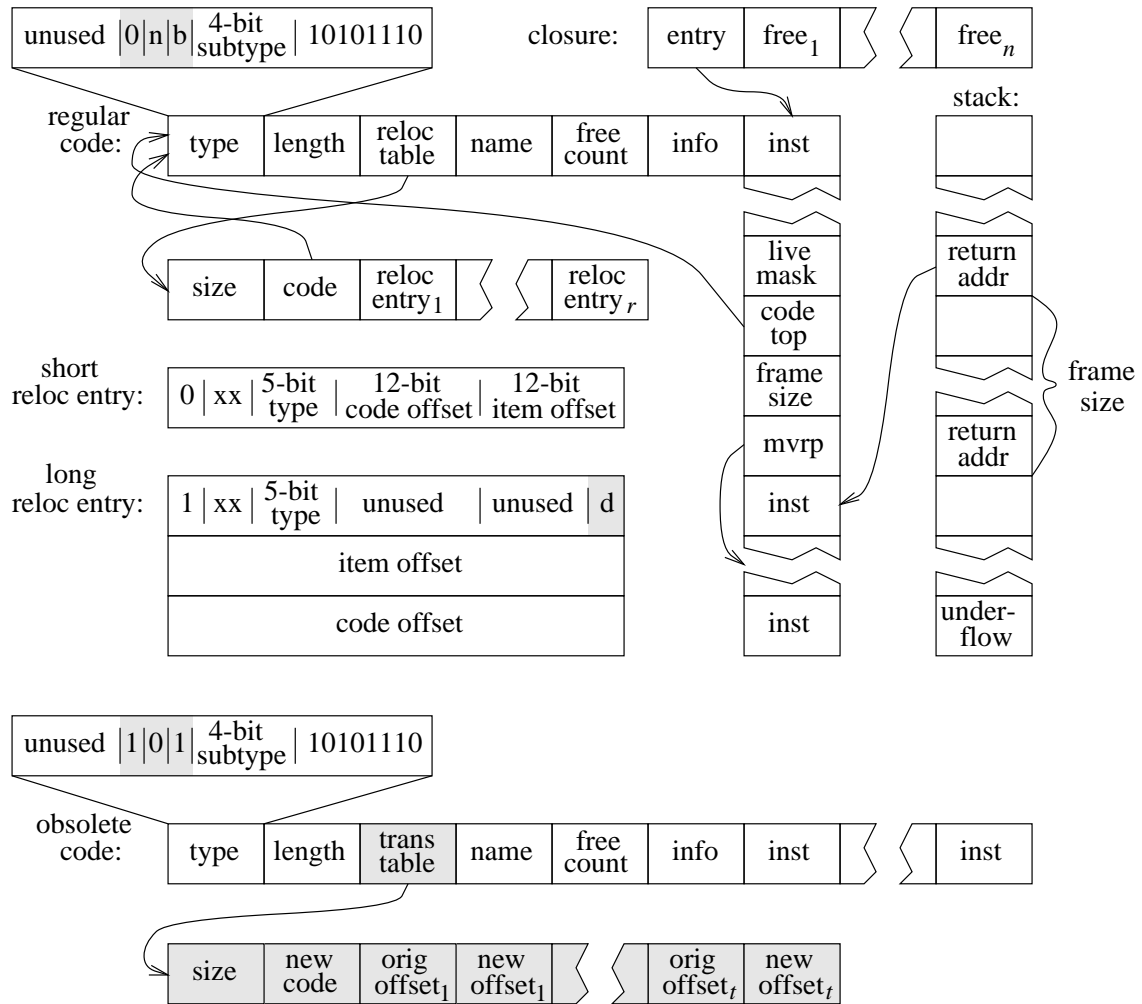 unused |0|n|b| 4-bit subtype | 10101110
closure: entry free1 freen
stack:
regular code: type length reloc table name free count info inst
live mask
return addr
size code reloc entry1 reloc entryr
code top
short reloc entry: 0 | xx | 5-bit type | 12-bit code offset | 12-bit item offset
frame size
frame size
mvrp
return addr
long reloc entry: 1 | xx | 5-bit type | unused | unused | d
inst
item offset
code offset
inst
under-flow
unused |1|0|1| 4-bit subtype | 10101110
obsolete code: type length trans table name free count info inst inst
size new code orig offset1 new offset1 orig offsett new offsett